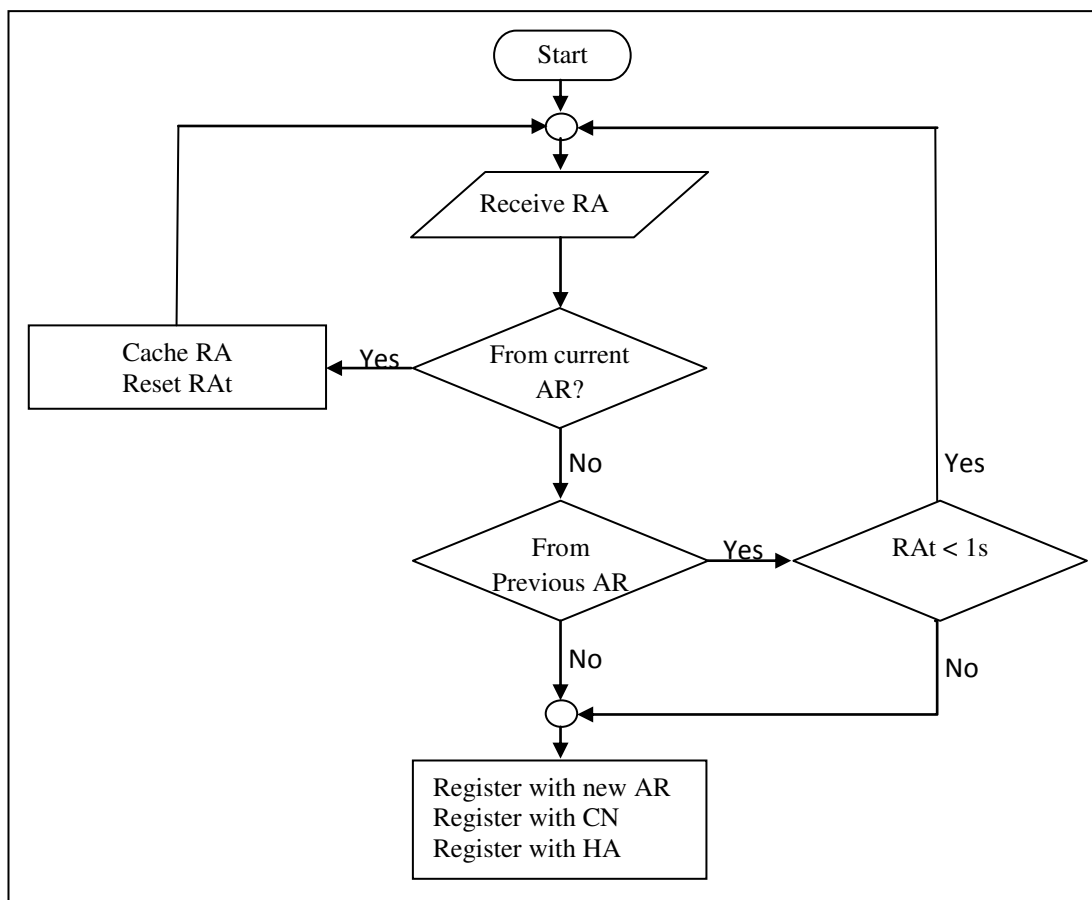 Start
Receive RA
From current
AR?
Yes
Cache RA
Reset RAt
No
From
Previous AR
Yes
RAt < 1s
Yes
No
No
Register with new AR
Register with CN
Register with HA